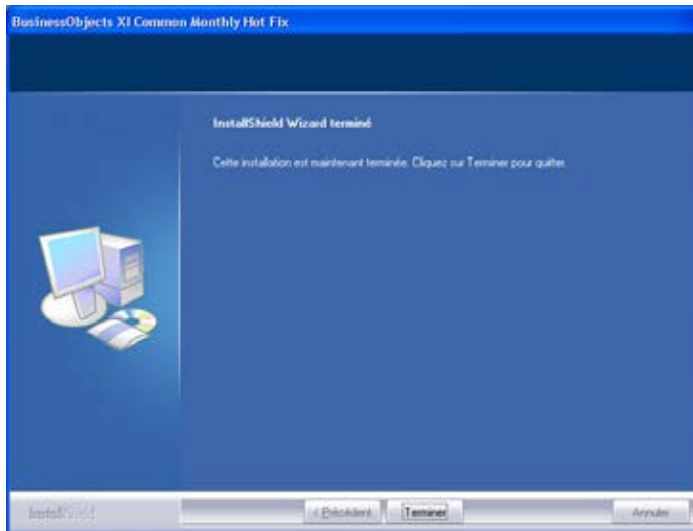 BusinessObjects XI Common Monthly Hot Fix
InstallShield Wizard terminé
Cette installation est maintenant terminée. Cliquez sur Terminer pour quitter.
InstallShield
< Précédent
Terminer
Annuler